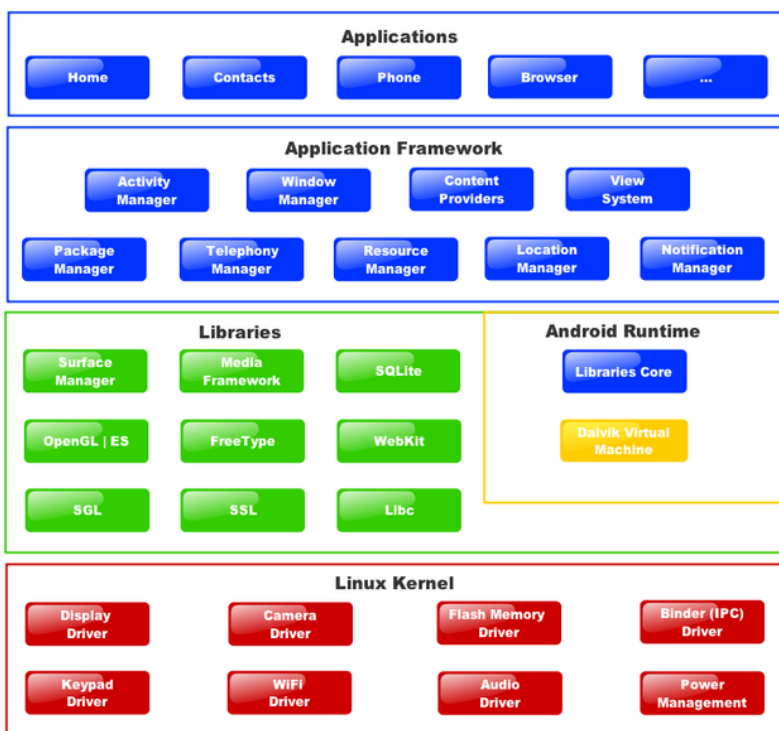 Applications
Home
Contacts
Phone
Browser
...
Application Framework
Activity
Manager
Window
Manager
Content
Providers
View
System
Package
Manager
Telephony
Manager
Resource
Manager
Location
Manager
Notification
Manager
Libraries
Surface
Manager
Media
Framework
SQLite
OpenGL | ES
FreeType
WebKit
SGL
SSL
Libc
Android Runtime
Libraries Core
Dalvik Virtual
Machine
Linux Kernel
Display
Driver
Camera
Driver
Flash Memory
Driver
Binder (IPC)
Driver
Keypad
Driver
WiFi
Driver
Audio
Driver
Power
Management